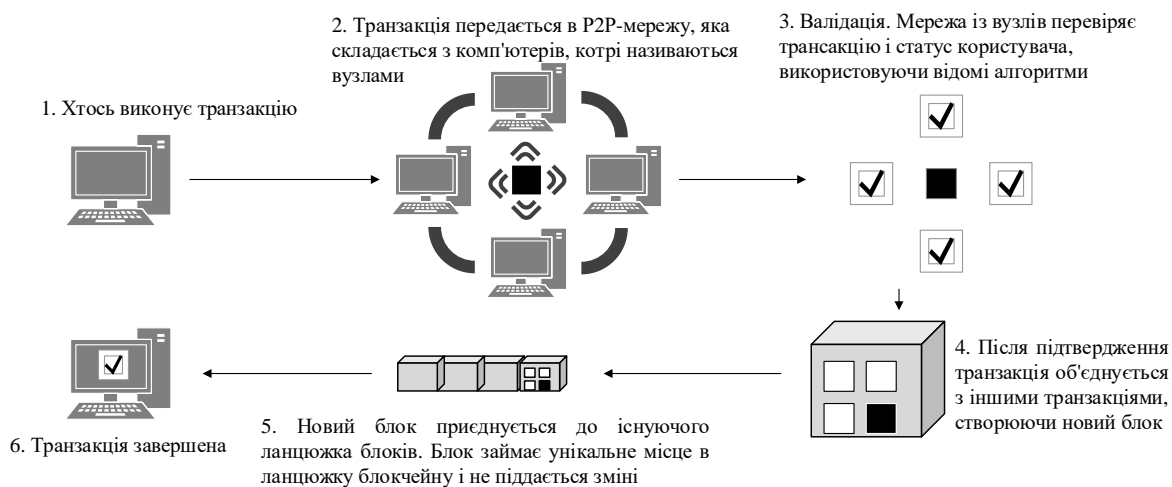 1. Хтось виконує транзакцію
2. Транзакція передається в P2P-мережу, яка
складається з комп'ютерів, котрі називаються
вузлами
3. Валідація. Мережа із вузлів перевіряє
трансакцію і статус користувача,
використовуючи відомі алгоритми
4. Після підтвердження
транзакція об'єднується
з іншими транзакціями,
створюючи новий блок
5. Новий блок приєднується до існуючого
ланцюжка блоків. Блок займає унікальне місце в
ланцюжку блокчейну і не піддається зміні
6. Транзакція завершена